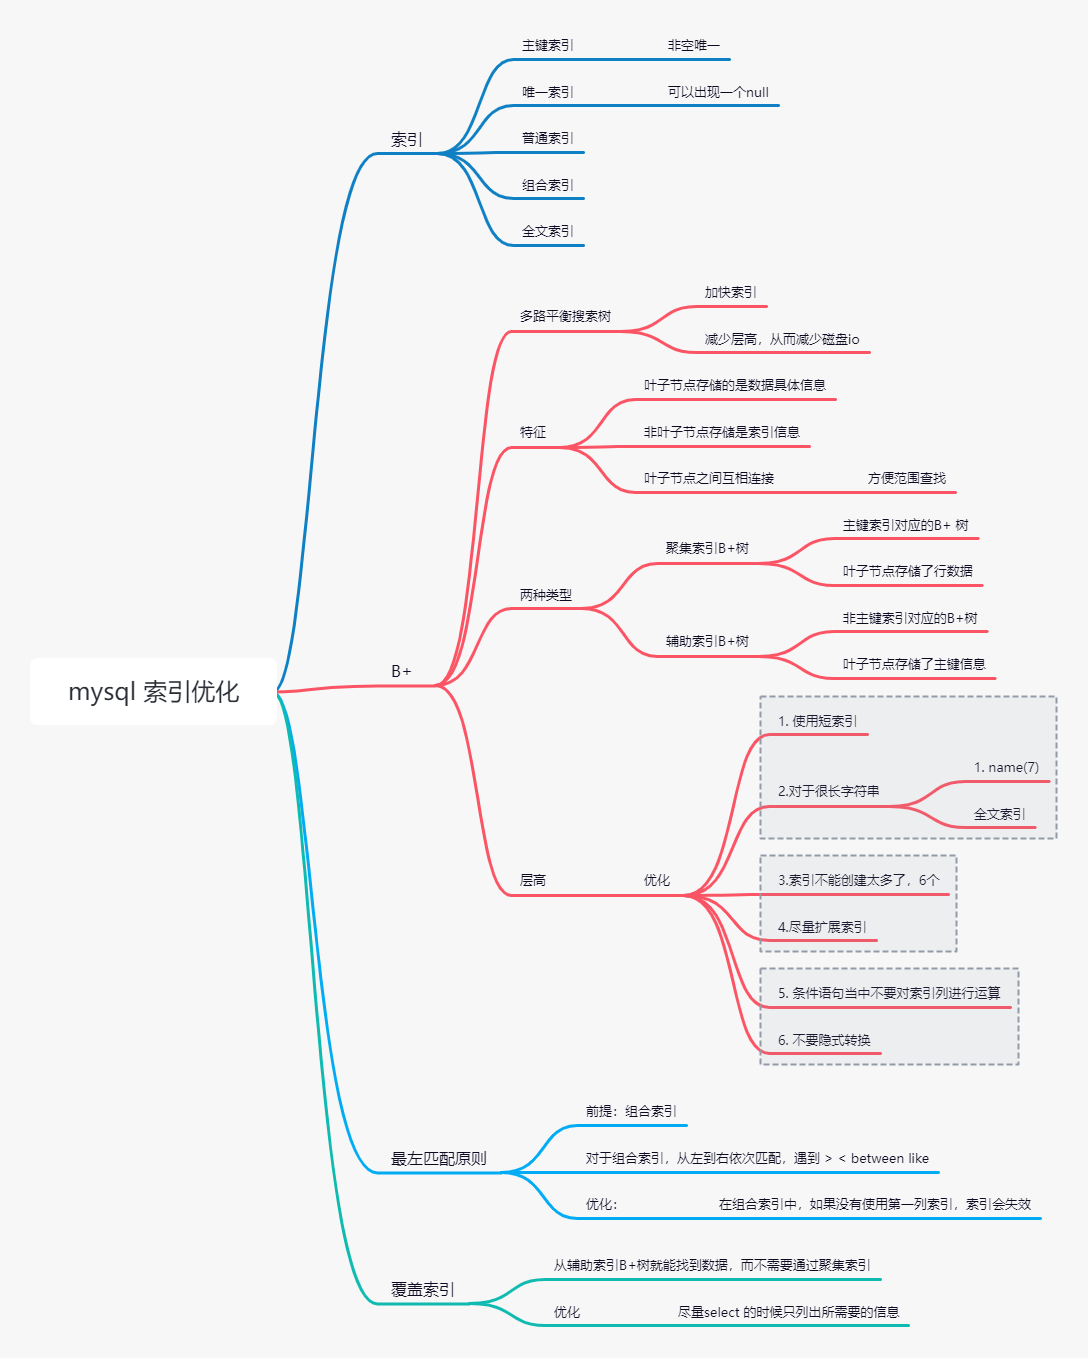 mysql 索引优化
索引
主键索引
非空唯一
唯一索引
可以出现一个null
普通索引
组合索引
全文索引
B+
多路平衡搜索树
加快索引
减少层高，从而减少磁盘io
特征
叶子节点存储的是数据具体信息
非叶子节点存储是索引信息
叶子节点之间互相连接
方便范围查找
两种类型
聚集索引B+树
主键索引对应的B+ 树
叶子节点存储了行数据
辅助索引B+树
非主键索引对应的B+树
叶子节点存储了主键信息
层高
优化
1. 使用短索引
2.对于很长字符串
1. name(7)
全文索引
3.索引不能创建太多了，6个
4.尽量扩展索引
5. 条件语句当中不要对索引列进行运算
6. 不要隐式转换
最左匹配原则
前提：组合索引
对于组合索引，从左到右依次匹配，遇到 > < between like
优化：
在组合索引中，如果没有使用第一列索引，索引会失效
覆盖索引
从辅助索引B+树就能找到数据，而不需要通过聚集索引
优化
尽量select 的时候只列出所需要的信息